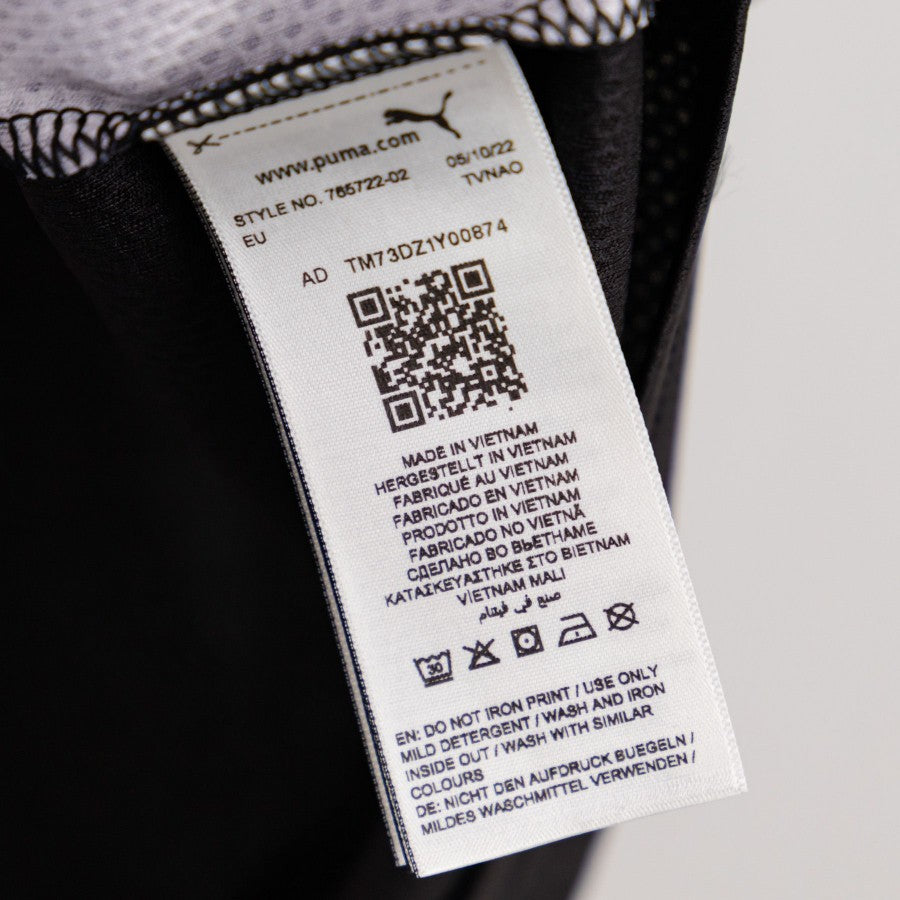 www.puma.com
STYLE NO. 765722-02 05/10/22
EU TVNAO
AD TM73DZ1Y00874
MADE IN VIETNAM
HERGESTELLT IN VIETNAM
FABRIQUÉ AU VIETNAM
FABRICADO EN VIETNAM
PRODOTTO IN VIETNAM
FABRICADO NO VIETNÃ
СДЕЛАНО ВО ВЬЕТНАМЕ
ΚΑΤΑΣΚΕΥΑΣΤΗΚΕ ΣΤΟ ΒΙΕΤΝΑΜ
VIETNAM MALI
صنع في فيتنام
30
EN: DO NOT IRON PRINT / USE ONLY
MILD DETERGENT / WASH AND IRON
INSIDE OUT / WASH WITH SIMILAR
COLOURS
DE: NICHT DEN AUFDRUCK BUEGELN /
MILDES WASCHMITTEL VERWENDEN /